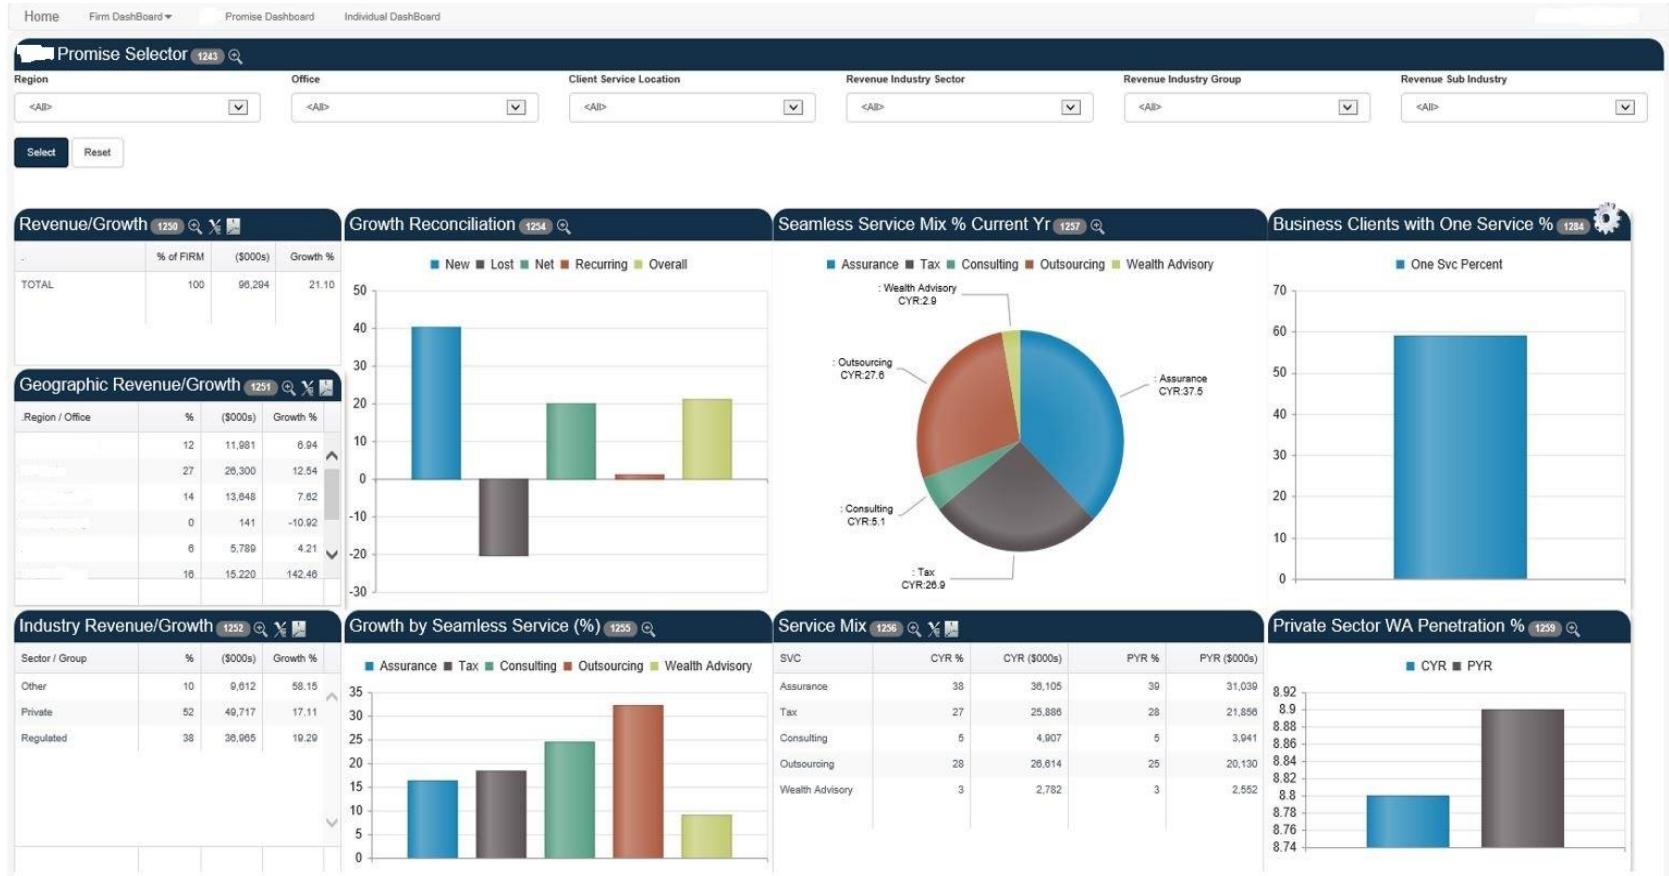 Home Firm DashBoard Promise Dashboard Individual DashBoard
Promise Selector 1243
Region Office Client Service Location Revenue Industry Sector Revenue Industry Group Revenue Sub Industry
<All> <All> <All> <All> <All> <All>
Select Reset
Revenue/Growth 1250
. % of FIRM ($000s) Growth %
TOTAL 100 96,294 21.10
Geographic Revenue/Growth 1251
.Region / Office % ($000s) Growth %
12 11,981 6.94
27 26,300 12.54
14 13,648 7.62
0 141 -10.92
6 5,789 4.21
16 15,220 142.46
Growth Reconciliation 1254
New Lost Net Recurring Overall
50
40
30
20
10
0
-10
-20
-30
Seamless Service Mix % Current Yr 1257
Assurance Tax Consulting Outsourcing Wealth Advisory
: Wealth Advisory
CYR:2.9
: Outsourcing
CYR:27.6
: Assurance
CYR:37.5
: Consulting
CYR:5.1
: Tax
CYR:26.9
Business Clients with One Service % 1284
One Svc Percent
70
60
50
40
30
20
10
0
Industry Revenue/Growth 1252
Sector / Group % ($000s) Growth %
Other 10 9,612 58.15
Private 52 49,717 17.11
Regulated 38 36,965 19.29
Growth by Seamless Service (%) 1255
Assurance Tax Consulting Outsourcing Wealth Advisory
35
30
25
20
15
10
5
0
Service Mix 1256
SVC CYR % CYR ($000s) PYR % PYR ($000s)
Assurance 38 36,105 39 31,039
Tax 27 25,886 28 21,856
Consulting 5 4,907 5 3,941
Outsourcing 28 26,614 25 20,130
Wealth Advisory 3 2,782 3 2,552
Private Sector WA Penetration % 1259
CYR PYR
8.92
8.9
8.88
8.86
8.84
8.82
8.8
8.78
8.76
8.74